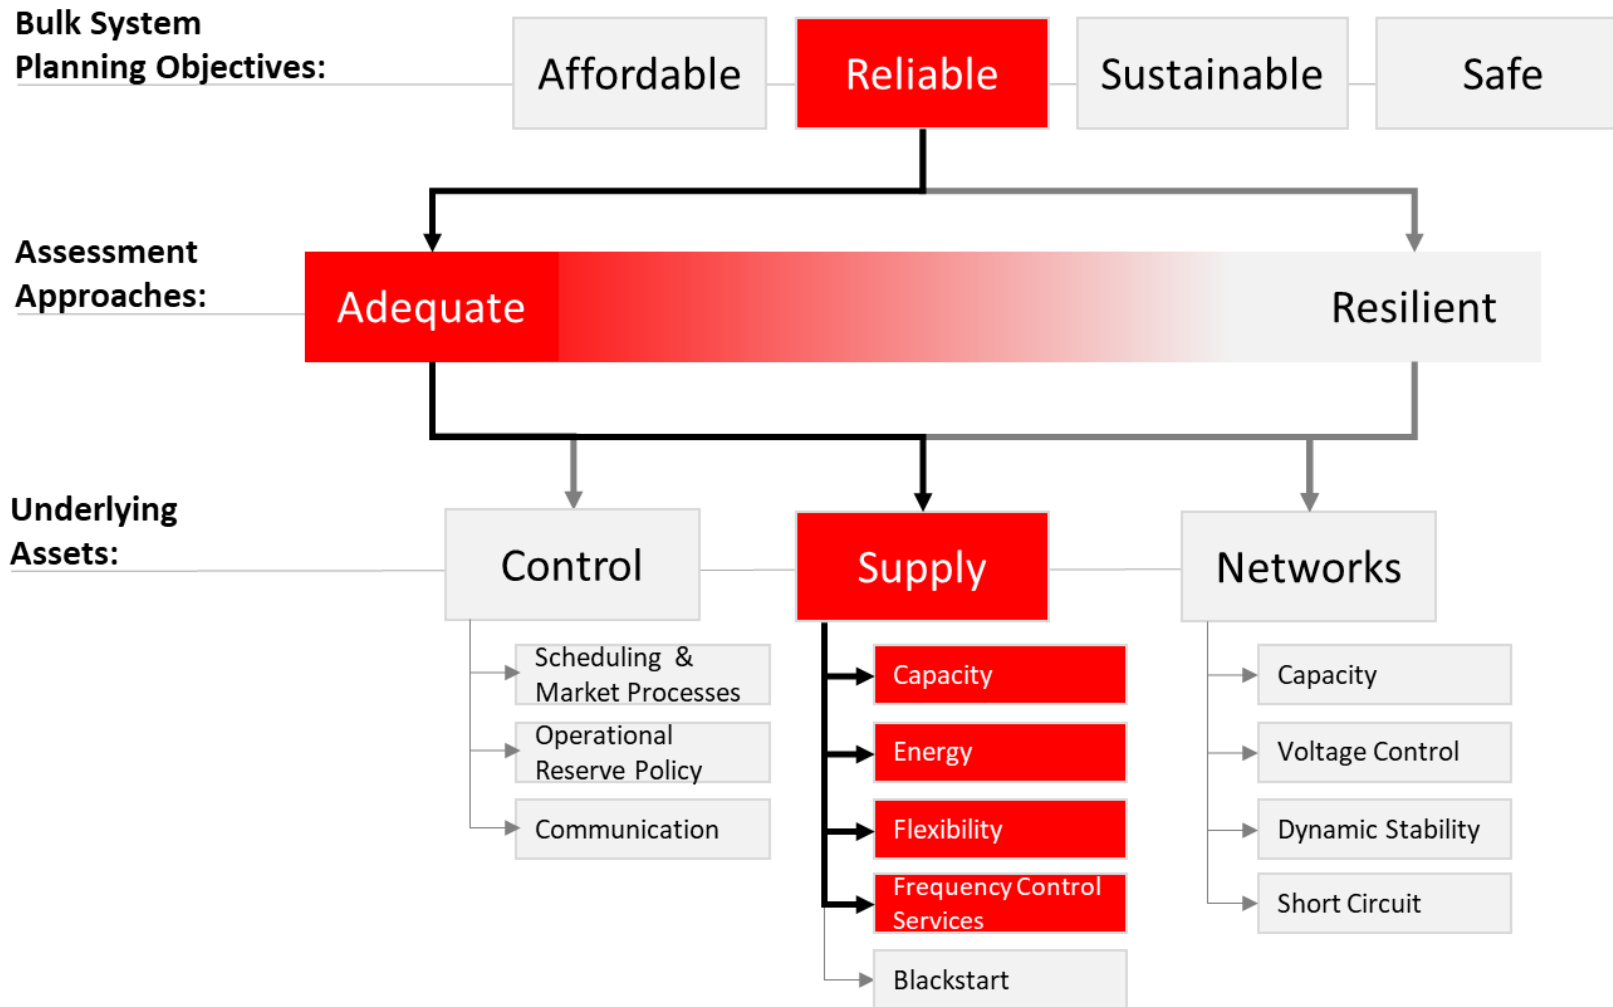 Bulk System
Planning Objectives:
Affordable
Reliable
Sustainable
Safe
Assessment
Approaches:
Adequate
Resilient
Underlying
Assets:
Control
Supply
Networks
Scheduling &
Market Processes
Operational
Reserve Policy
Communication
Capacity
Energy
Flexibility
Frequency Control
Services
Blackstart
Capacity
Voltage Control
Dynamic Stability
Short Circuit